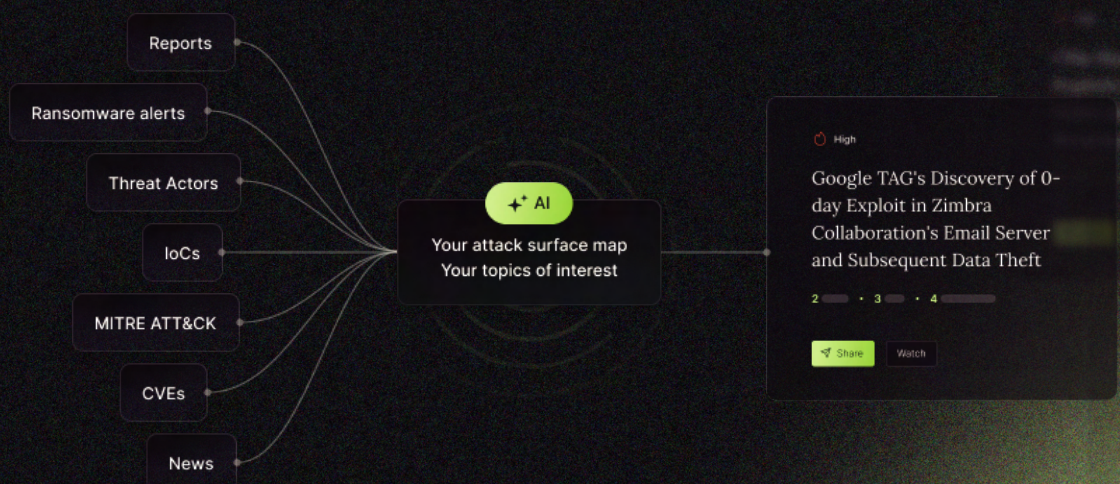 Reports
Ransomware alerts
Threat Actors
IoCs
MITRE ATT&CK
CVEs
News
AI
Your attack surface map
Your topics of interest
High
Google TAG's Discovery of 0-
day Exploit in Zimbra
Collaboration's Email Server
and Subsequent Data Theft
2 • 3 • 4
Share
Watch